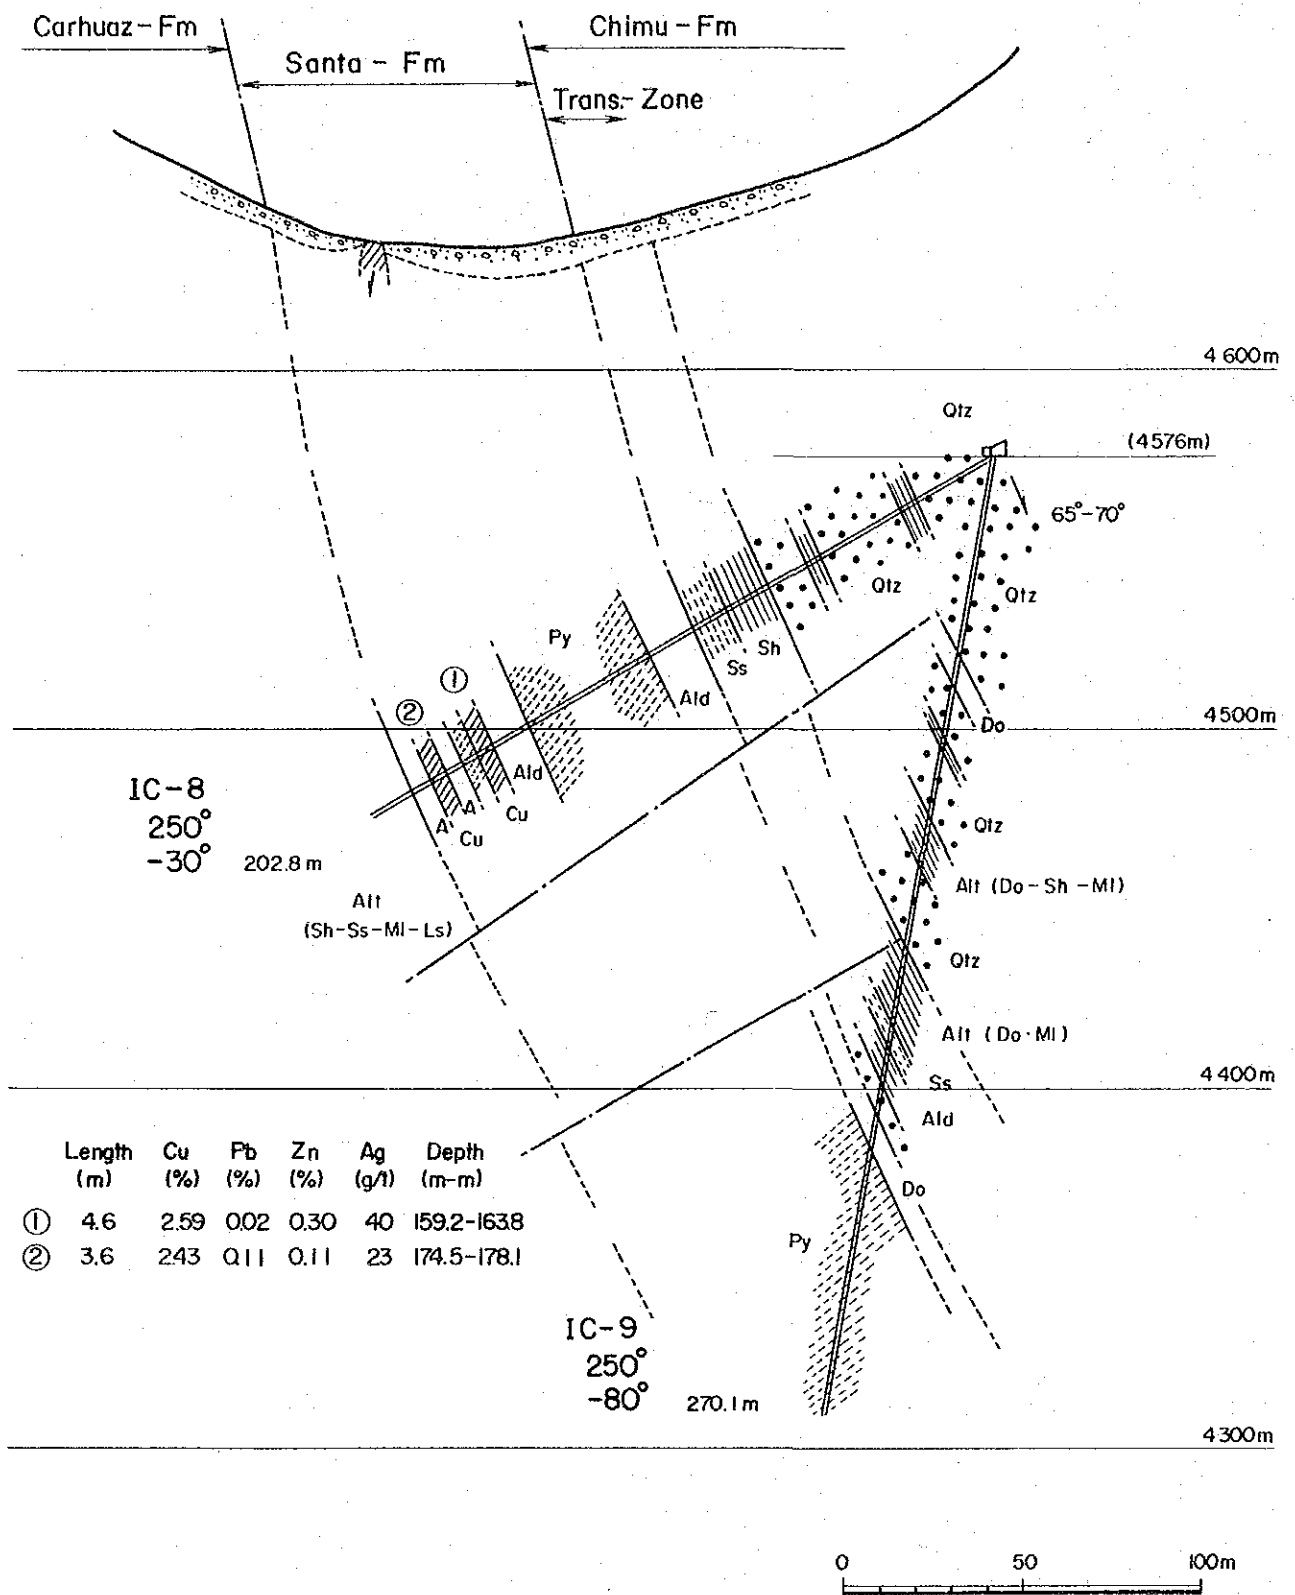 Carhuaz-Fm
Chimu-Fm
Santa-Fm
Trans.-Zone
4600m
Qtz
(4576m)
65°-70°
Qtz
Qtz
Py
Sh
Ss
Ald
①
②
4500m
Do
Ald
Cu
A
A
Cu
IC-8
250°
-30° 202.8m
Qtz
Alt (Do-Sh-Ml)
Alt
(Sh-Ss-Ml-Ls)
Qtz
Alt (Do·Ml)
Ss
4400m
Ald
Do
Py
Length Cu Pb Zn Ag Depth
(m) (%) (%) (%) (g/t) (m-m)
① 4.6 2.59 0.02 0.30 40 159.2-163.8
② 3.6 2.43 0.11 0.11 23 174.5-178.1
IC-9
250°
-80° 270.1m
4300m
0 50 100m